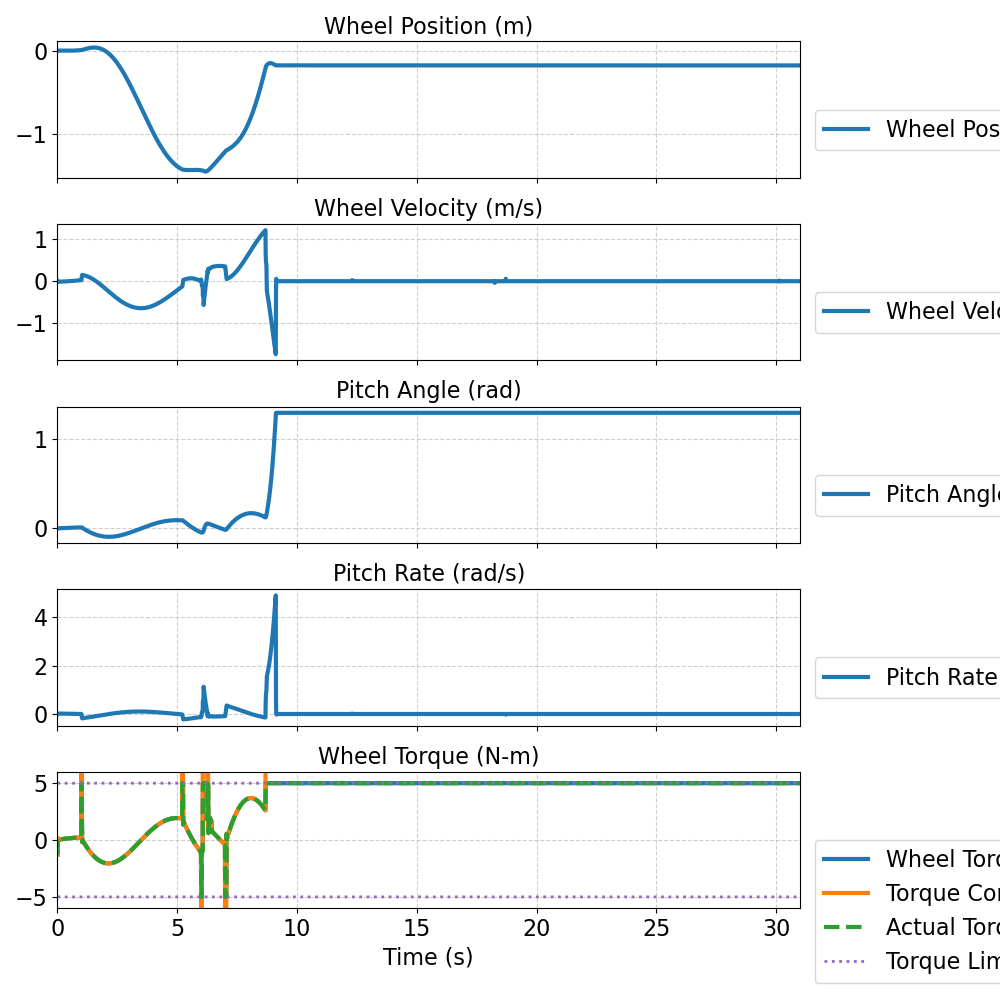 Wheel Position (m)
0
−1
Wheel Pos
Wheel Velocity (m/s)
1
0
−1
Wheel Velo
Pitch Angle (rad)
1
0
Pitch Angle
Pitch Rate (rad/s)
4
2
0
Pitch Rate
Wheel Torque (N-m)
5
0
−5
0 5 10 15 20 25 30
Time (s)
Wheel Torq
Torque Con
Actual Torq
Torque Lim